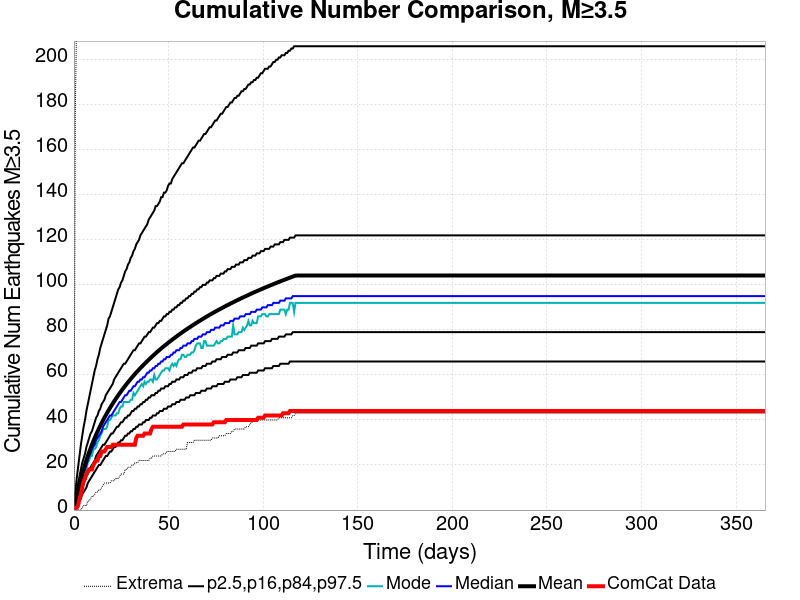 Cumulative Number Comparison, M≥3.5
Cumulative Num Earthquakes M≥3.5
200
180
160
140
120
100
80
60
40
20
0
0 50 100 150 200 250 300 350
Time (days)
Extrema p2.5,p16,p84,p97.5 Mode Median Mean ComCat Data